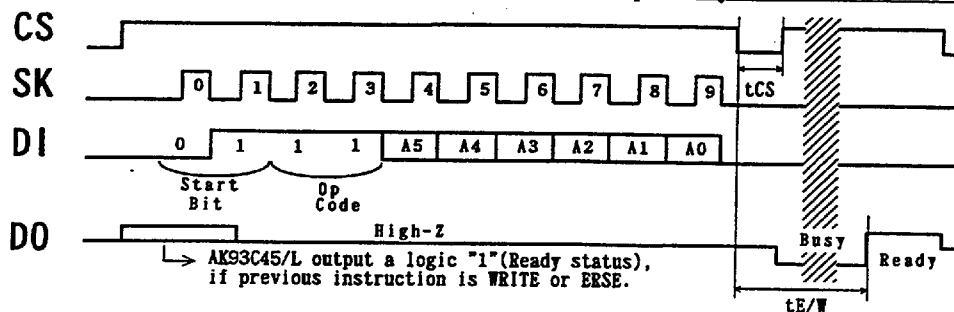 CS
tCS
SK 0 1 2 3 4 5 6 7 8 9
DI 0 1 1 1 A5 A4 A3 A2 A1 A0
Start Bit
Op Code
DO
High-Z
Busy
Ready
AK93C45/L output a logic "1"(Ready status),
if previous instruction is WRITE or ERSE.
tE/W